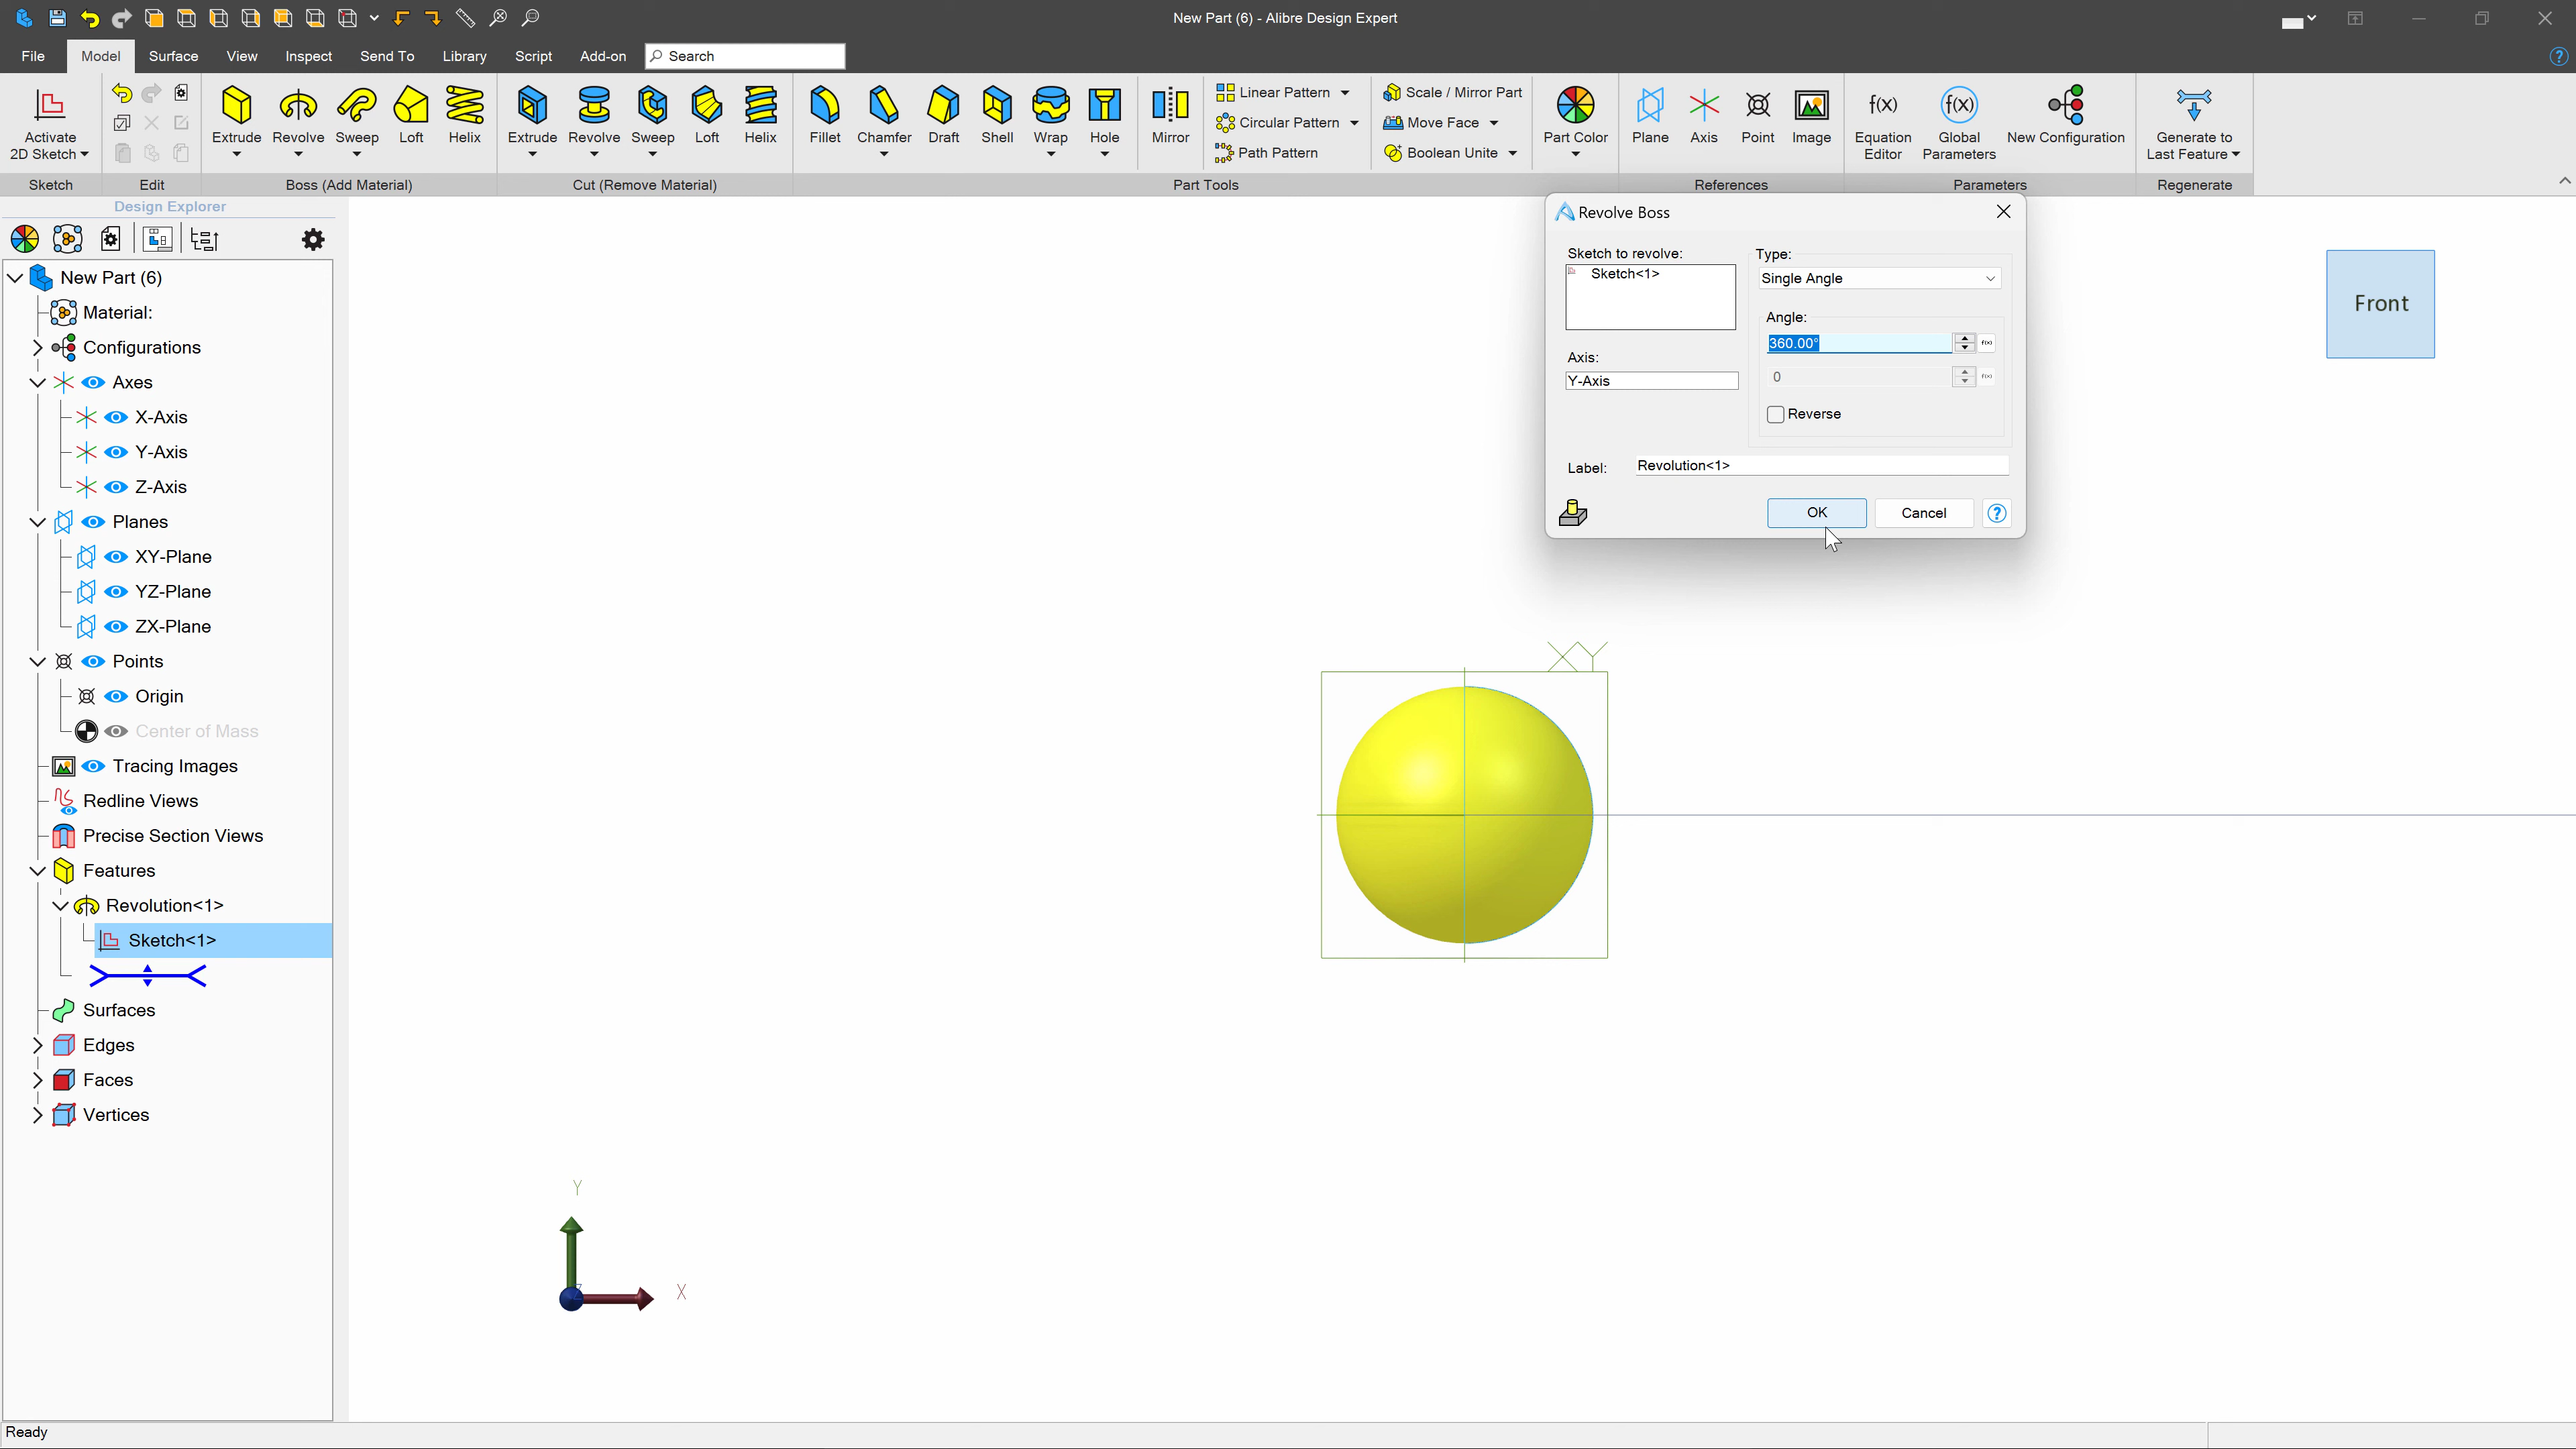 New Part (6) - Alibre Design Expert
File Model Surface View Inspect Send To Library Script Add-on Search
Activate
2D Sketch
Extrude Revolve Sweep Loft Helix
Extrude Revolve Sweep Loft Helix
Fillet Chamfer Draft Shell Wrap Hole Mirror
Linear Pattern
Circular Pattern
Path Pattern
Scale / Mirror Part
Move Face
Boolean Unite
Part Color
Plane Axis Point Image
f(x)
Equation
Editor
f(x)
Global
Parameters
New Configuration
Generate to
Last Feature
Sketch Edit Boss (Add Material) Cut (Remove Material) Part Tools References Parameters Regenerate
Design Explorer
New Part (6)
Material:
Configurations
Axes
X-Axis
Y-Axis
Z-Axis
Planes
XY-Plane
YZ-Plane
ZX-Plane
Points
Origin
Center of Mass
Tracing Images
Redline Views
Precise Section Views
Features
Revolution<1>
Sketch<1>
Surfaces
Edges
Faces
Vertices
Revolve Boss
Sketch to revolve:
Sketch<1>
Axis:
Y-Axis
Type:
Single Angle
Angle:
360.00°
f(x)
0
f(x)
Reverse
Label:
Revolution<1>
OK Cancel ?
Front
XY
Y
X
Ready